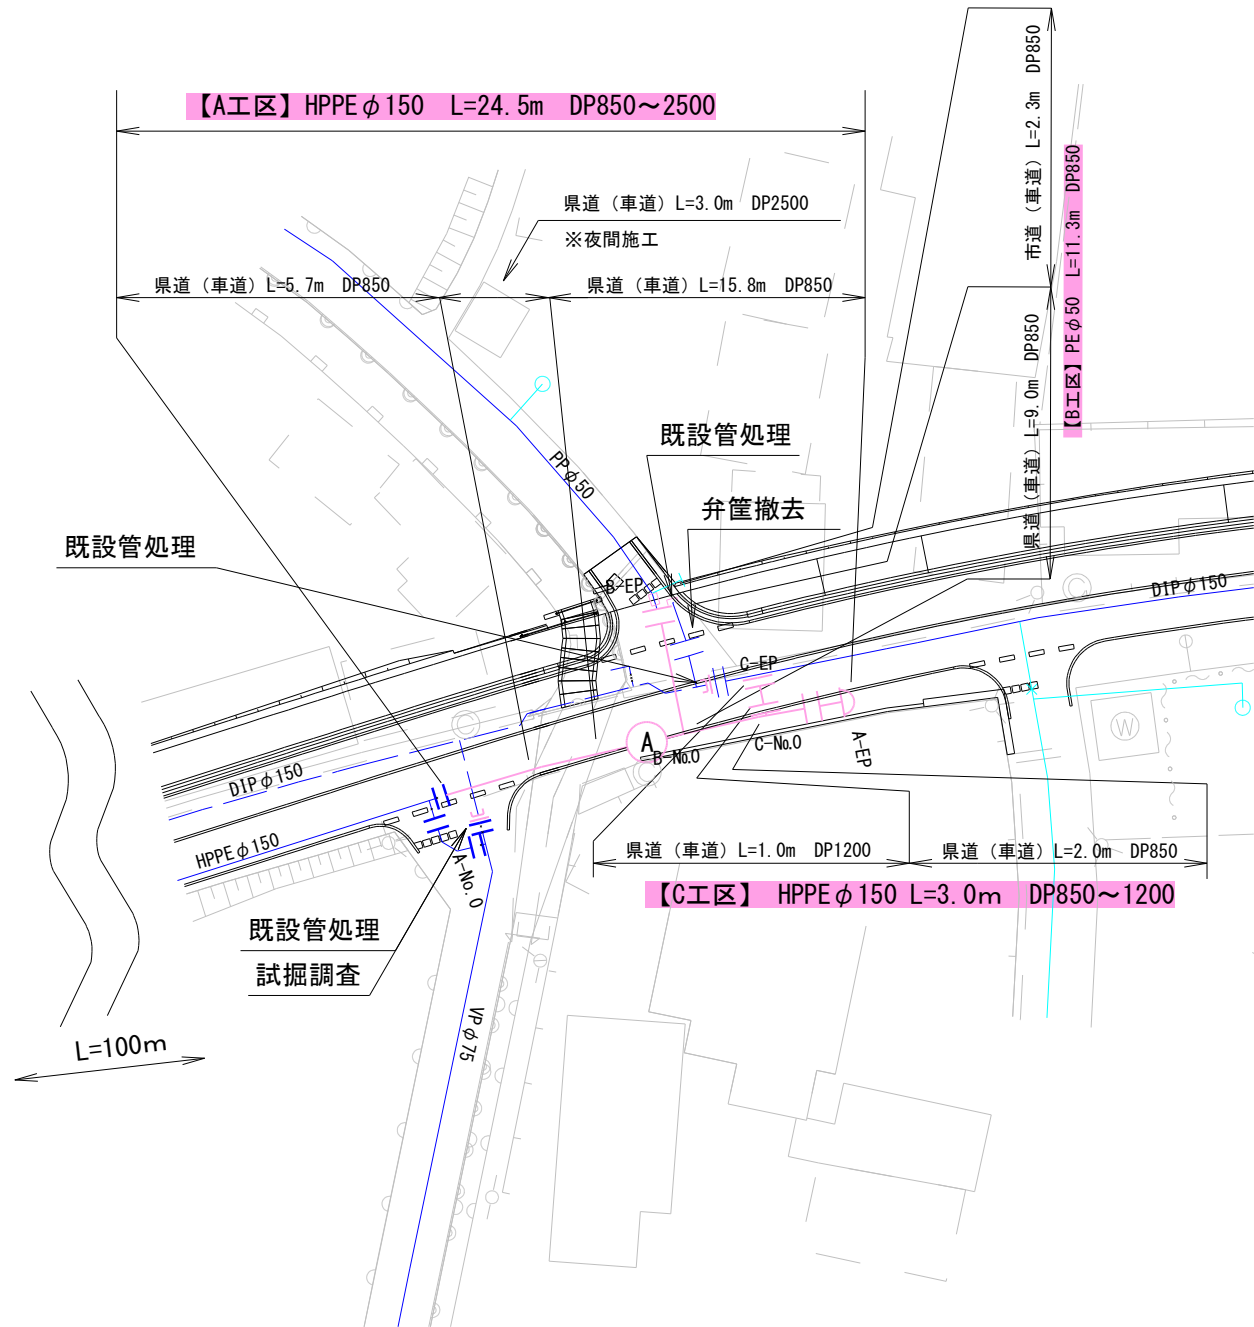 【A工区】HPPEφ150　L=24.5m　DP850～2500
県道（車道）L=3.0m　DP2500
※夜間施工
県道（車道）L=5.7m　DP850
県道（車道）L=15.8m　DP850
市道（車道）L=2.3m　DP850
県道（車道）L=9.0m　DP850
【B工区】PEφ50　L=11.3m　DP850
既設管処理
弁筐撤去
既設管処理
PPφ50
B-EP
C-EP
DIPφ150
A
B-No.0
C-No.0
A-EP
W
DIPφ150
HPPEφ150
A-No.0
県道（車道）L=1.0m　DP1200
県道（車道）L=2.0m　DP850
【C工区】　HPPEφ150 L=3.0m　DP850～1200
既設管処理
試掘調査
VPφ75
L=100m